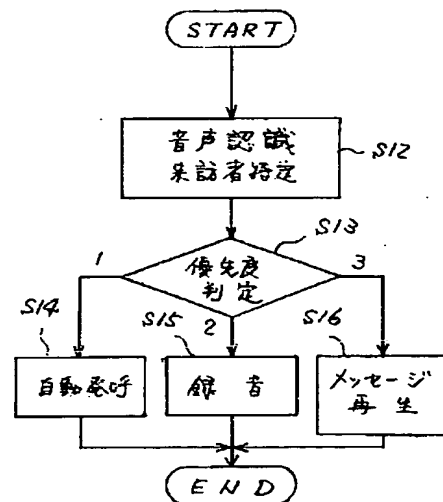 START
音声認識
来訪者特定
S12
S13
優先度
判定
1
2
3
S14
自動発呼
S15
録音
S16
メッセージ
再生
END